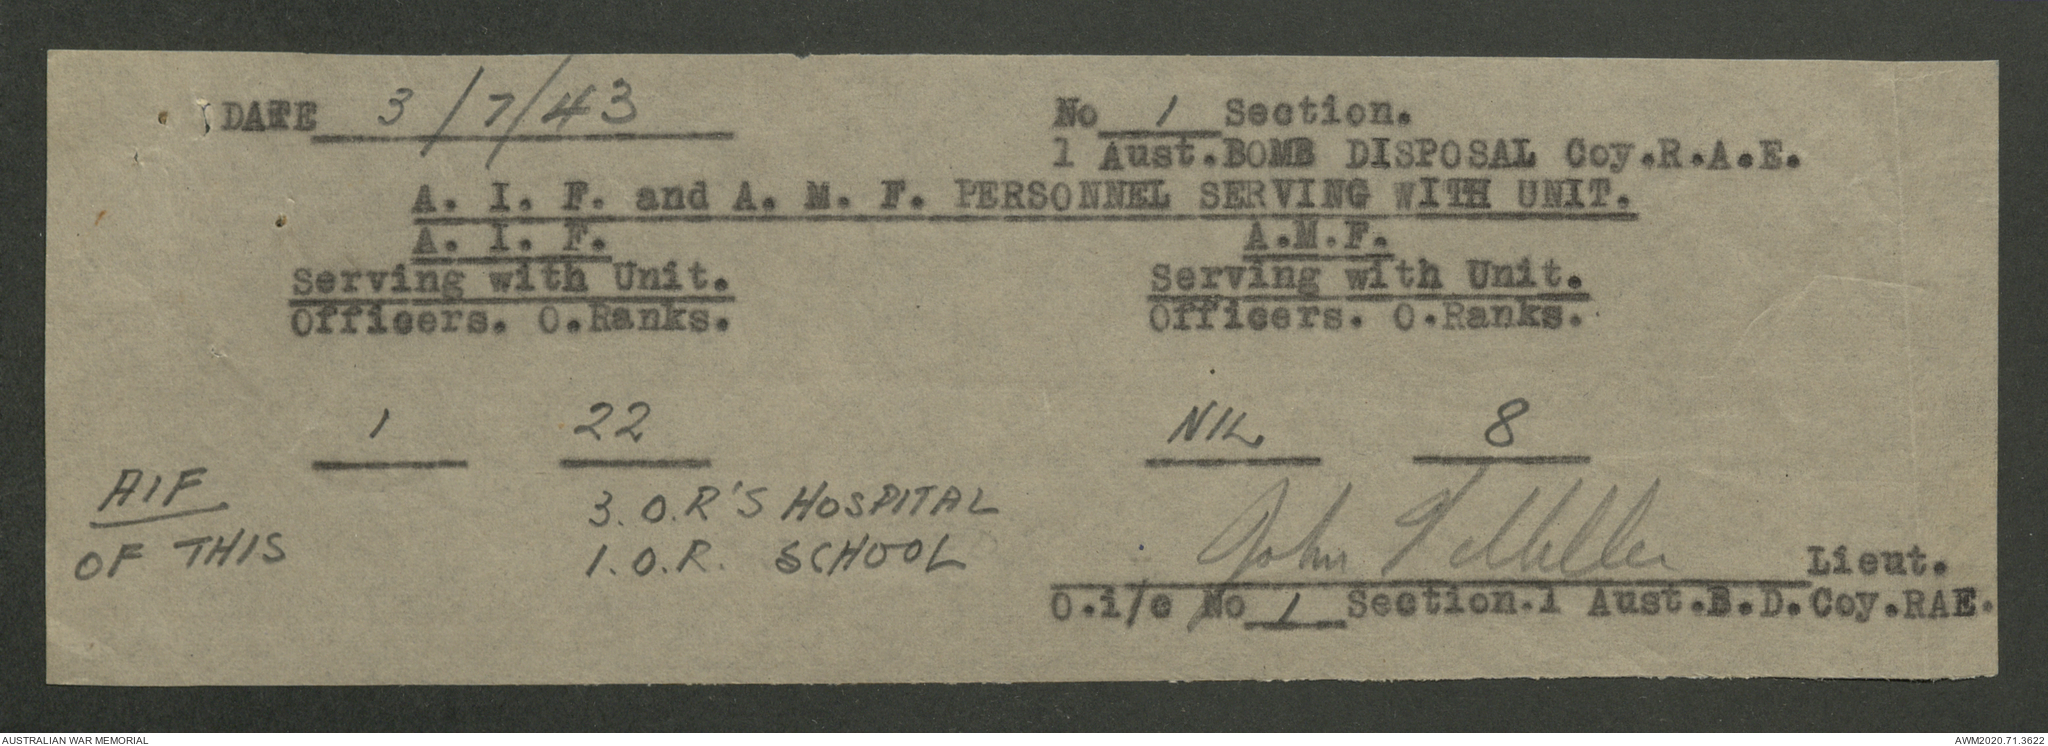 DATE 3/7/43
No 1 Section.
1 Aust.BOMB DISPOSAL Coy.R.A.E.
A. I. F. and A. M. F. PERSONNEL SERVING WITH UNIT.
A. I. F. A.M.F.
Serving with Unit. Serving with Unit.
Officers. O.Ranks. Officers. O.Ranks.
1 22 NIL 8
AIF
OF THIS
3. O.R'S HOSPITAL
1. O.R. SCHOOL
John Lieut.
O.i/c No 1 Section.1 Aust.B.D.Coy.RAE.
AUSTRALIAN WAR MEMORIAL AWM2020.71.3622